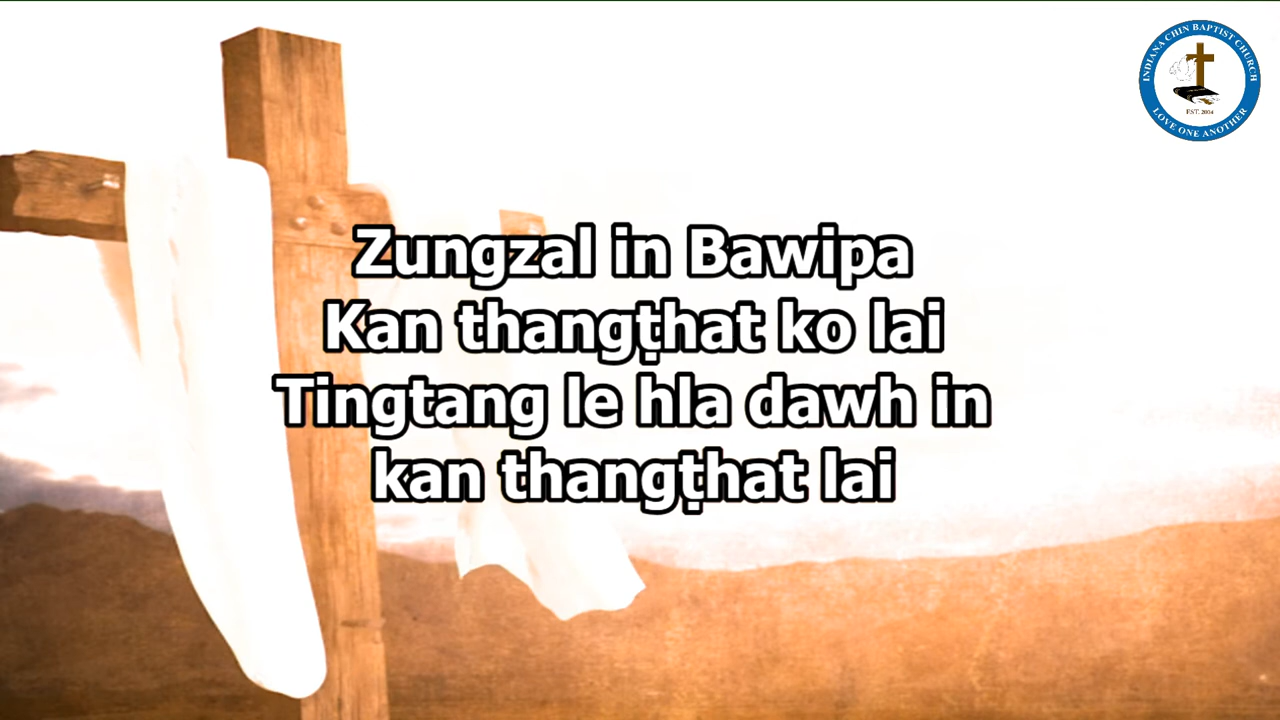 INDIANA CHIN BAPTIST CHURCH
EST. 2004
LOVE ONE ANOTHER
Zungzal in Bawipa
Kan thangṭhat ko lai
Tingtang le hla dawh in
kan thangṭhat lai